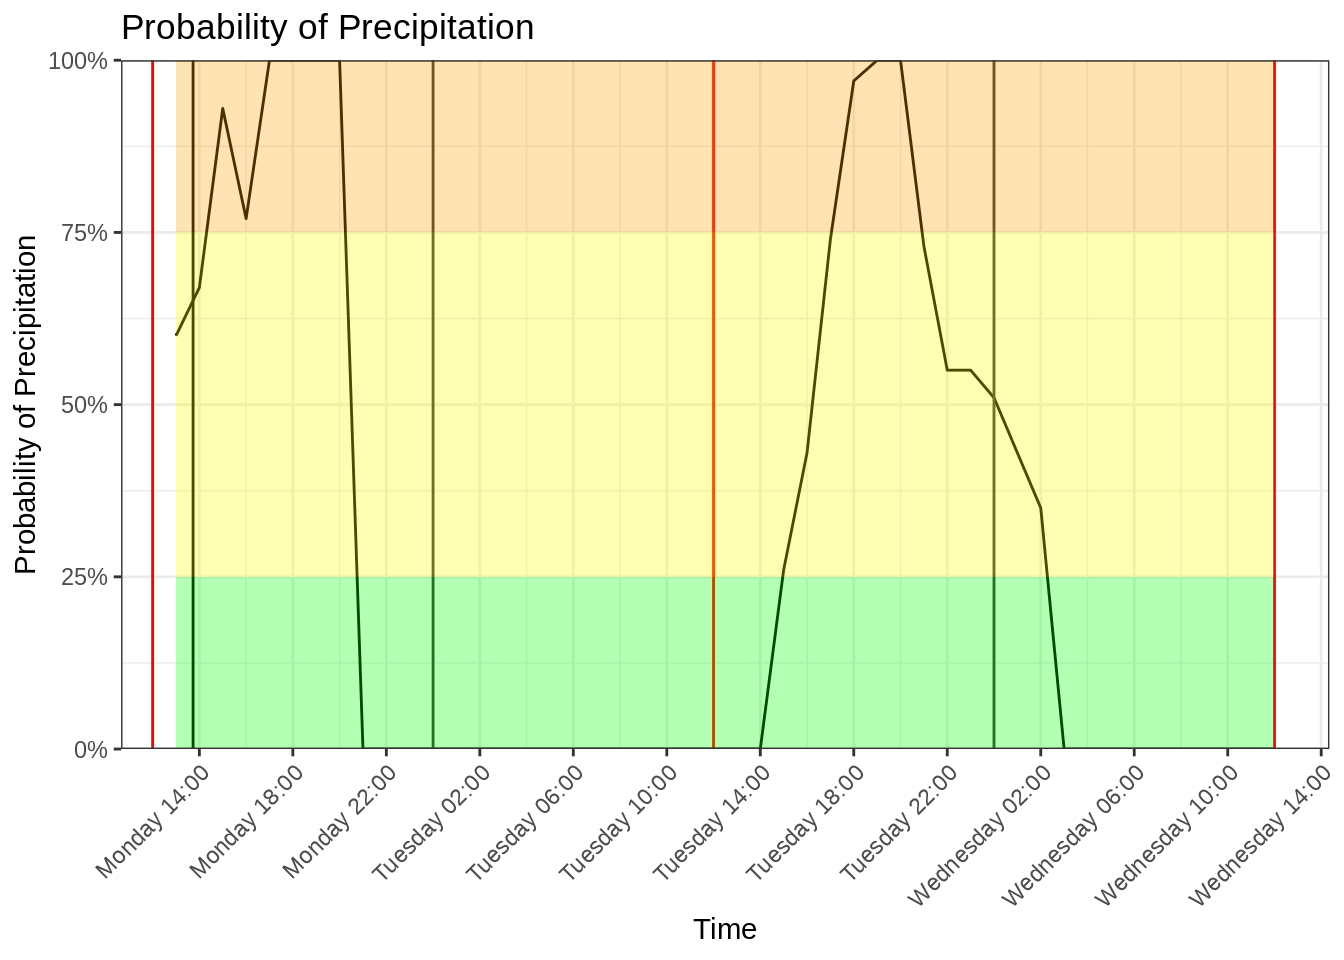 Probability of Precipitation
Probability of Precipitation
100%
75%
50%
25%
0%
Monday 14:00
Monday 18:00
Monday 22:00
Tuesday 02:00
Tuesday 06:00
Tuesday 10:00
Tuesday 14:00
Tuesday 18:00
Tuesday 22:00
Wednesday 02:00
Wednesday 06:00
Wednesday 10:00
Wednesday 14:00
Time